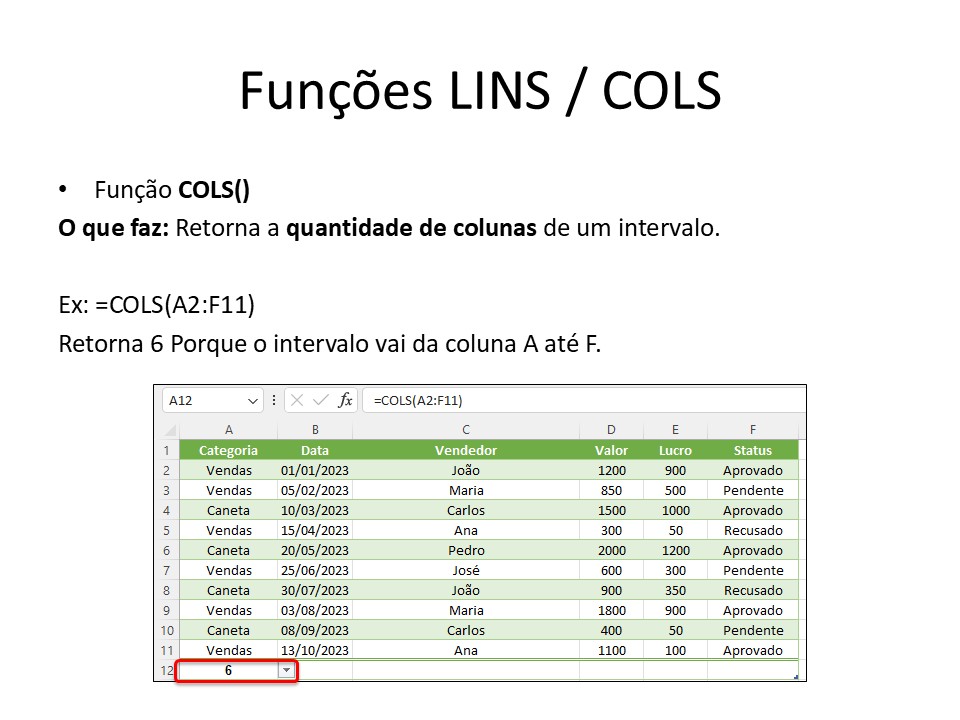 Funções LINS / COLS
• Função COLS()
O que faz: Retorna a quantidade de colunas de um intervalo.
Ex: =COLS(A2:F11)
Retorna 6 Porque o intervalo vai da coluna A até F.
A12 fx =COLS(A2:F11)
A B C D E F
1 Categoria Data Vendedor Valor Lucro Status
2 Vendas 01/01/2023 João 1200 900 Aprovado
3 Vendas 05/02/2023 Maria 850 500 Pendente
4 Caneta 10/03/2023 Carlos 1500 1000 Aprovado
5 Vendas 15/04/2023 Ana 300 50 Recusado
6 Caneta 20/05/2023 Pedro 2000 1200 Aprovado
7 Vendas 25/06/2023 José 600 300 Pendente
8 Caneta 30/07/2023 João 900 350 Recusado
9 Vendas 03/08/2023 Maria 1800 900 Aprovado
10 Caneta 08/09/2023 Carlos 400 50 Pendente
11 Vendas 13/10/2023 Ana 1100 100 Aprovado
12 6